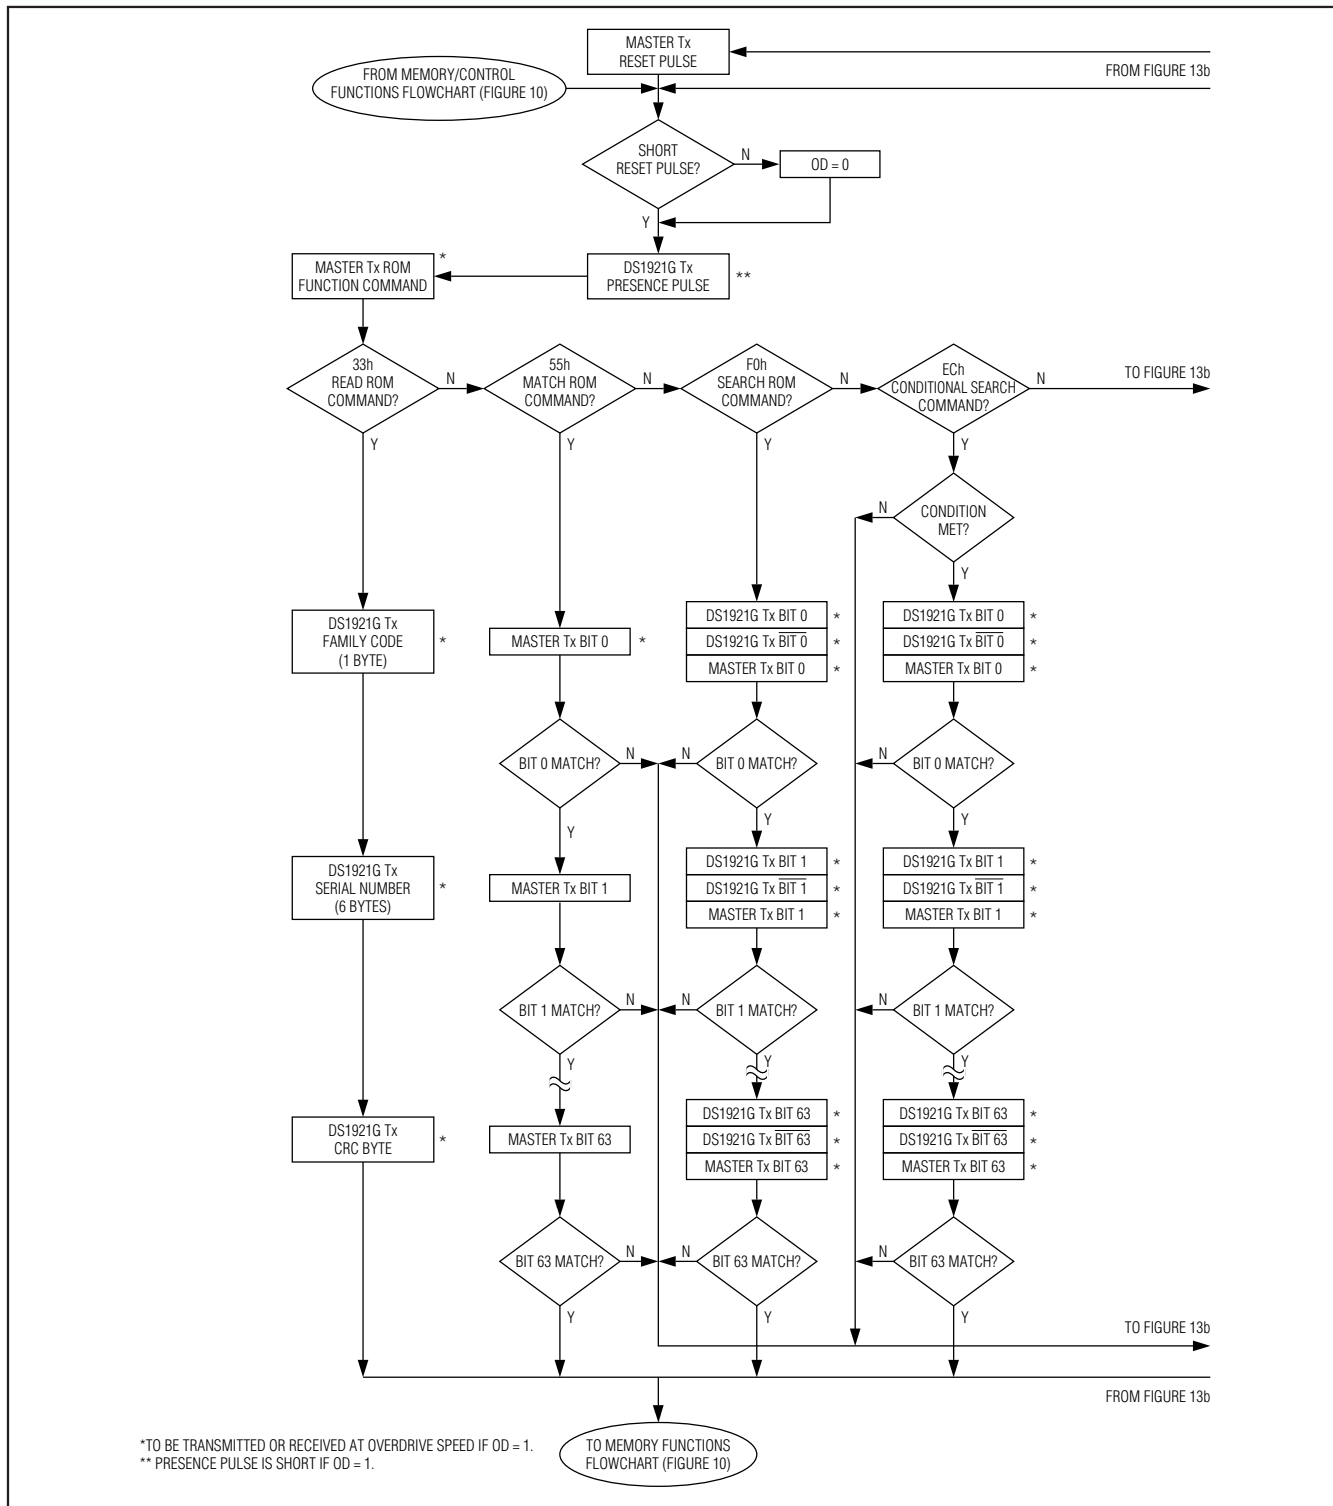 MASTER Tx
RESET PULSE
FROM FIGURE 13b
FROM MEMORY/CONTROL
FUNCTIONS FLOWCHART (FIGURE 10)
SHORT
RESET PULSE?
N
OD = 0
Y
MASTER Tx ROM
FUNCTION COMMAND
*
DS1921G Tx
PRESENCE PULSE
**
33h
READ ROM
COMMAND?
N
Y
55h
MATCH ROM
COMMAND?
N
Y
F0h
SEARCH ROM
COMMAND?
N
Y
ECh
CONDITIONAL SEARCH
COMMAND?
N
Y
TO FIGURE 13b
CONDITION
MET?
N
Y
DS1921G Tx
FAMILY CODE
(1 BYTE)
*
MASTER Tx BIT 0 *
DS1921G Tx BIT 0 *
DS1921G Tx B̅I̅T̅ ̅0̅ *
MASTER Tx BIT 0 *
DS1921G Tx BIT 0 *
DS1921G Tx B̅I̅T̅ ̅0̅ *
MASTER Tx BIT 0 *
BIT 0 MATCH?
N
Y
BIT 0 MATCH?
N
Y
BIT 0 MATCH?
N
Y
DS1921G Tx
SERIAL NUMBER
(6 BYTES)
*
MASTER Tx BIT 1
DS1921G Tx BIT 1 *
DS1921G Tx B̅I̅T̅ ̅1̅ *
MASTER Tx BIT 1 *
DS1921G Tx BIT 1 *
DS1921G Tx B̅I̅T̅ ̅1̅ *
MASTER Tx BIT 1 *
BIT 1 MATCH?
N
Y
BIT 1 MATCH?
N
Y
BIT 1 MATCH?
N
Y
DS1921G Tx
CRC BYTE
*
MASTER Tx BIT 63
DS1921G Tx BIT 63 *
DS1921G Tx B̅I̅T̅ ̅6̅3̅ *
MASTER Tx BIT 63 *
DS1921G Tx BIT 63 *
DS1921G Tx B̅I̅T̅ ̅6̅3̅ *
MASTER Tx BIT 63 *
BIT 63 MATCH?
N
Y
BIT 63 MATCH?
N
Y
BIT 63 MATCH?
N
Y
TO FIGURE 13b
FROM FIGURE 13b
TO MEMORY FUNCTIONS
FLOWCHART (FIGURE 10)
*TO BE TRANSMITTED OR RECEIVED AT OVERDRIVE SPEED IF OD = 1.
** PRESENCE PULSE IS SHORT IF OD = 1.